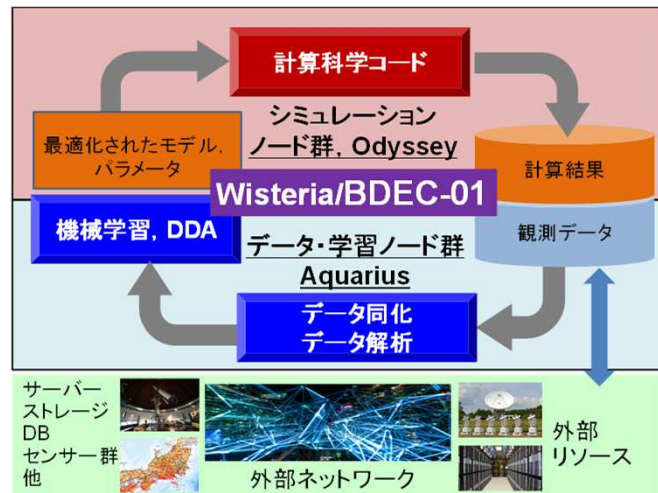 計算科学コード
シミュレーション
ノード群, Odyssey
最適化されたモデル,
パラメータ
計算結果
Wisteria/BDEC-01
機械学習, DDA
観測データ
データ・学習ノード群
Aquarius
データ同化
データ解析
サーバー
ストレージ
DB
センサー群
他
外部ネットワーク
外部
リソース